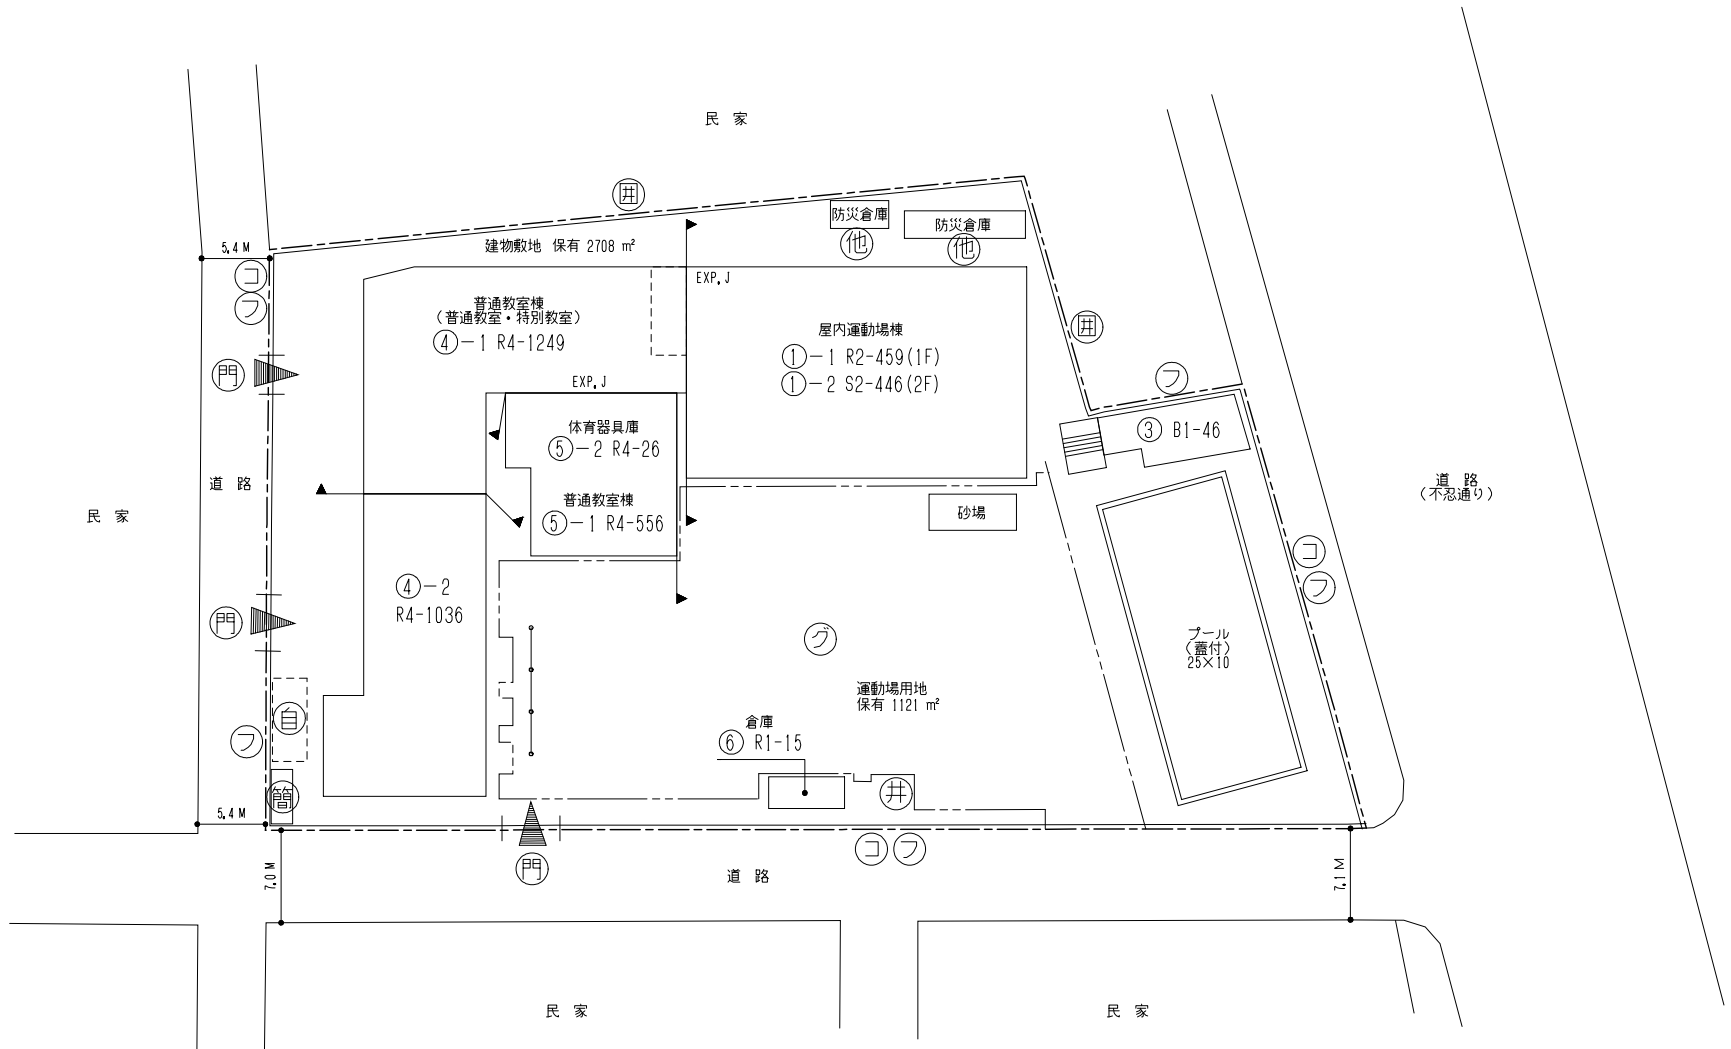 民　家
囲
防災倉庫
他
防災倉庫
他
5.4 M
コ
フ
建物敷地　保有 2708 ㎡
EXP.J
普通教室棟
（普通教室・特別教室）
④－1 R4-1249
屋内運動場棟
①－1 R2-459(1F)
①－2 S2-446(2F)
囲
フ
門
EXP.J
体育器具庫
⑤－2 R4-26
③ B1-46
道　路
民　家
普通教室棟
⑤－1 R4-556
砂場
道　路
（不忍通り）
コ
フ
④－2
R4-1036
門
グ
プール
（蓋付）
25×10
運動場用地
保有 1121 ㎡
自
フ
倉庫
⑥ R1-15
簡
井
5.4 M
7.0 M
門
コ
フ
道　路
7.1 M
民　家
民　家